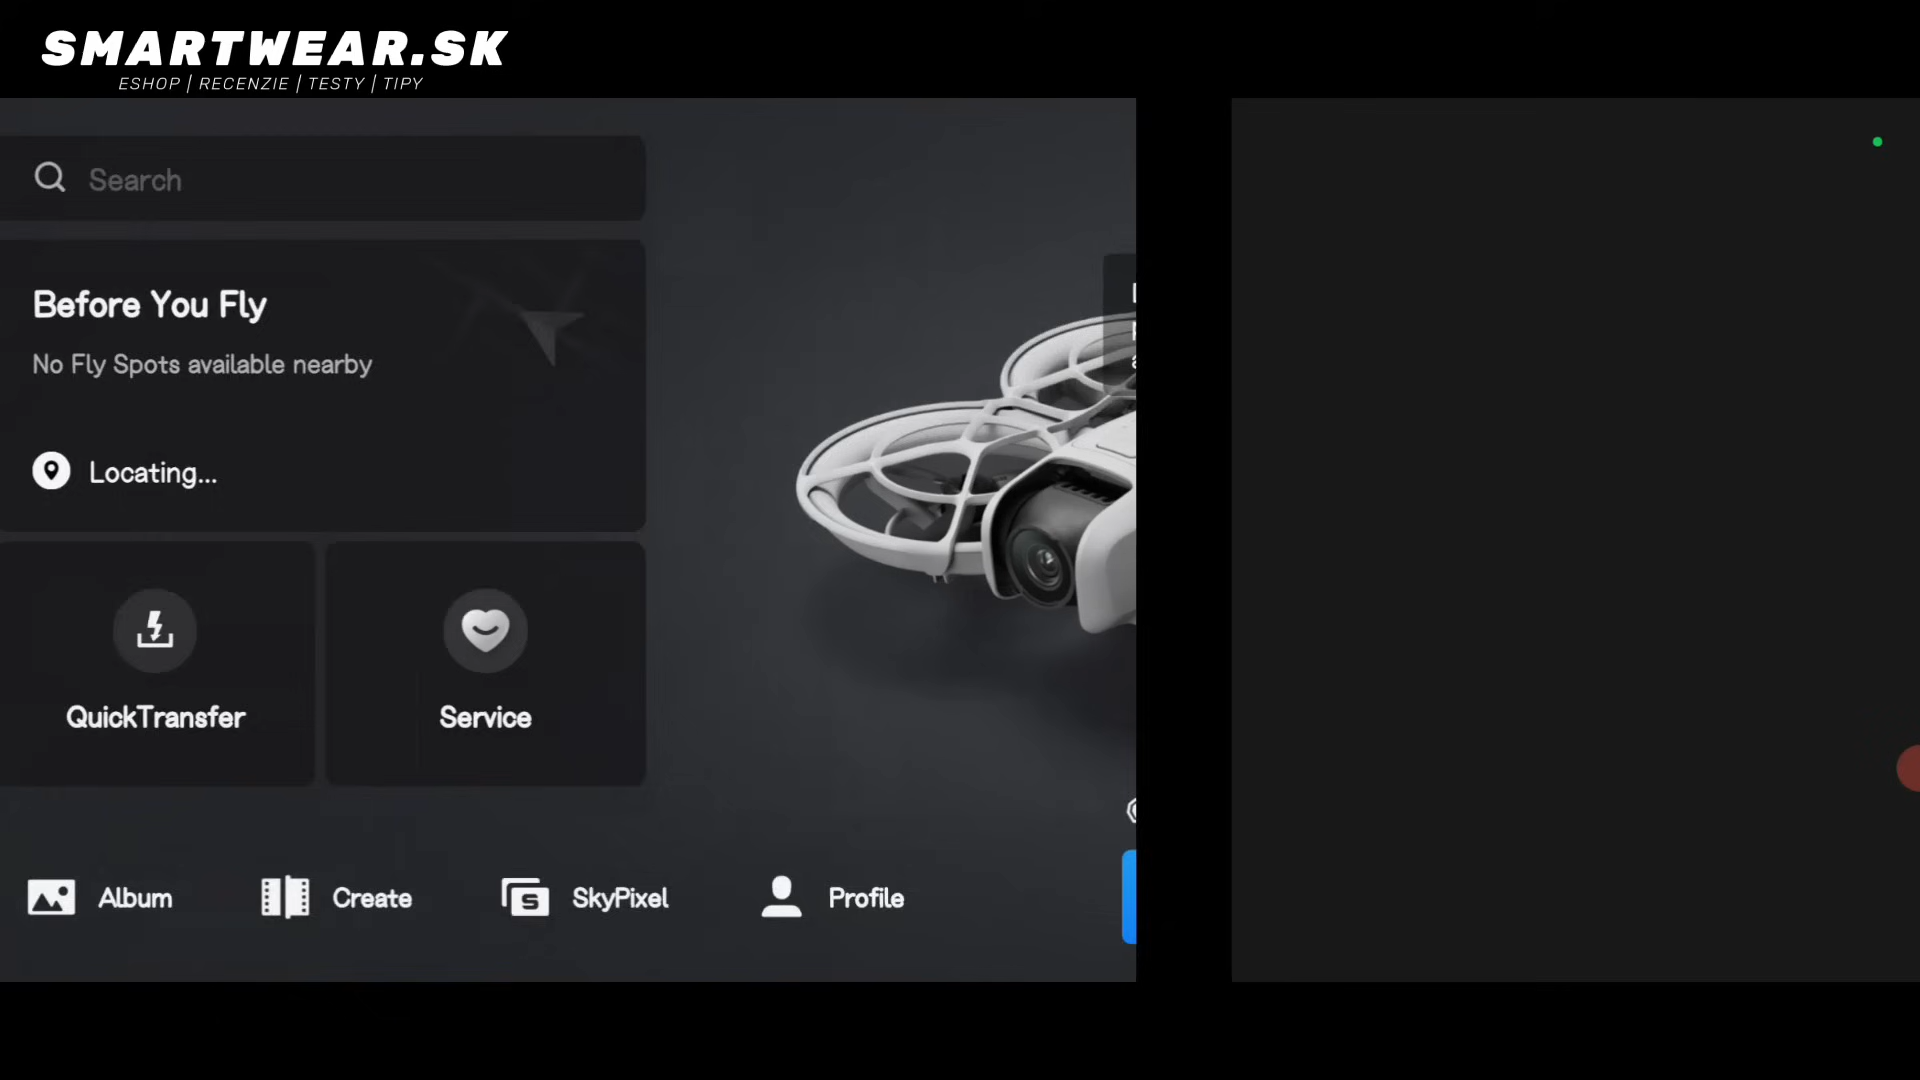 SMARTWEAR.SK
ESHOP | RECENZIE | TESTY | TIPY
Search
Before You Fly
No Fly Spots available nearby
Locating...
QuickTransfer
Service
Album
Create
SkyPixel
Profile